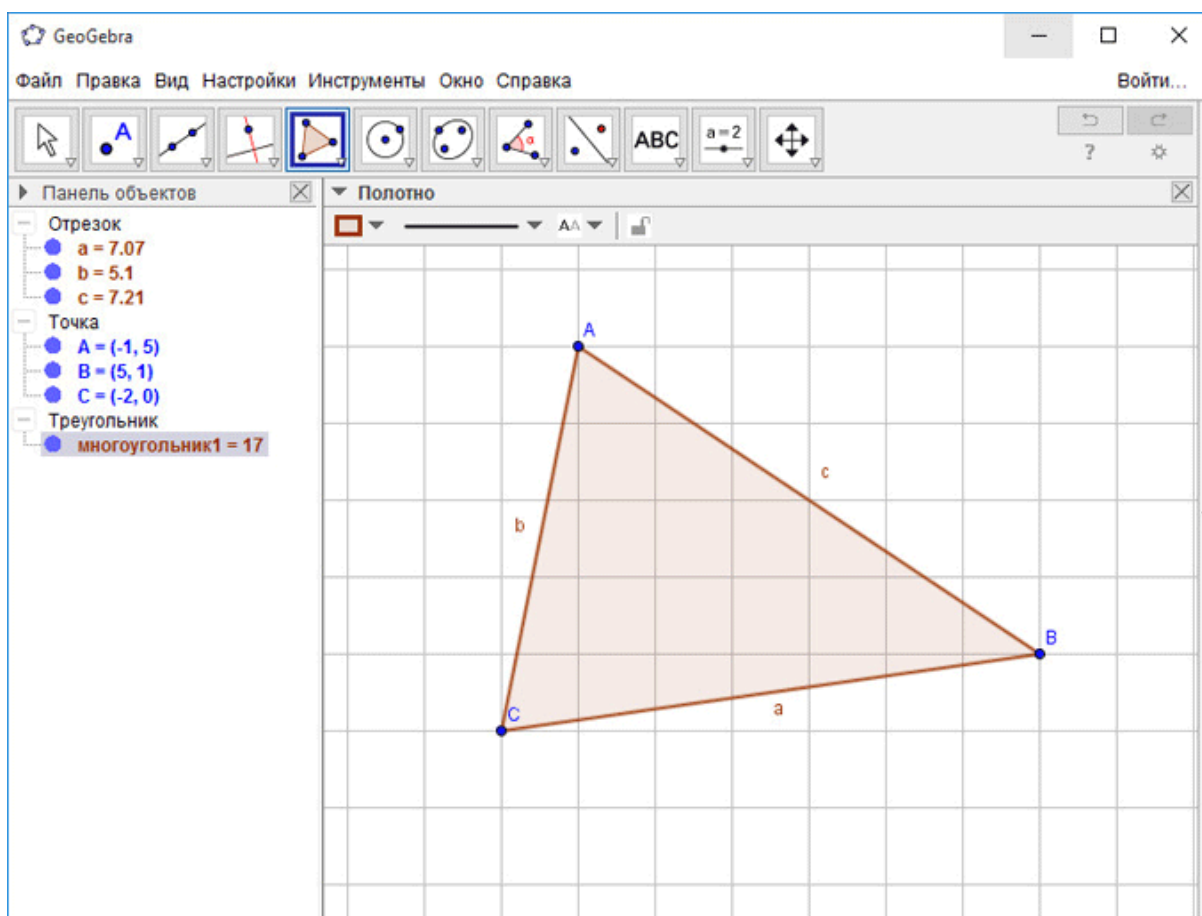 GeoGebra
Файл Правка Вид Настройки Инструменты Окно Справка Войти...
A α ABC a=2 ?
Панель объектов
Полотно
AA
Отрезок
a = 7.07
b = 5.1
c = 7.21
Точка
A = (-1, 5)
B = (5, 1)
C = (-2, 0)
Треугольник
многоугольник1 = 17
A
c
b
B
C
a